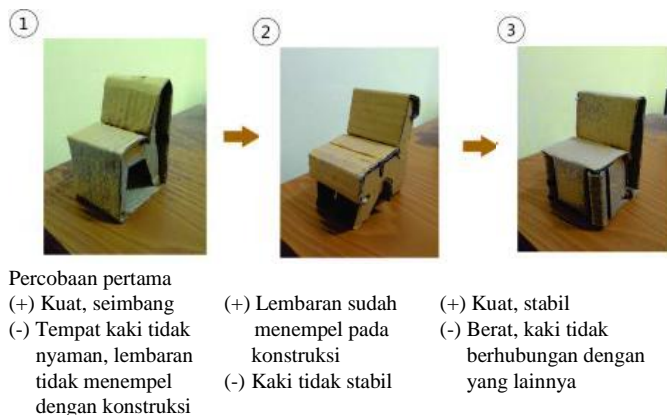 1
2
3
Percobaan pertama
(+) Kuat, seimbang
(-) Tempat kaki tidak
nyaman, lembaran
tidak menempel
dengan konstruksi
(+) Lembaran sudah
menempel pada
konstruksi
(-) Kaki tidak stabil
(+) Kuat, stabil
(-) Berat, kaki tidak
berhubungan dengan
yang lainnya